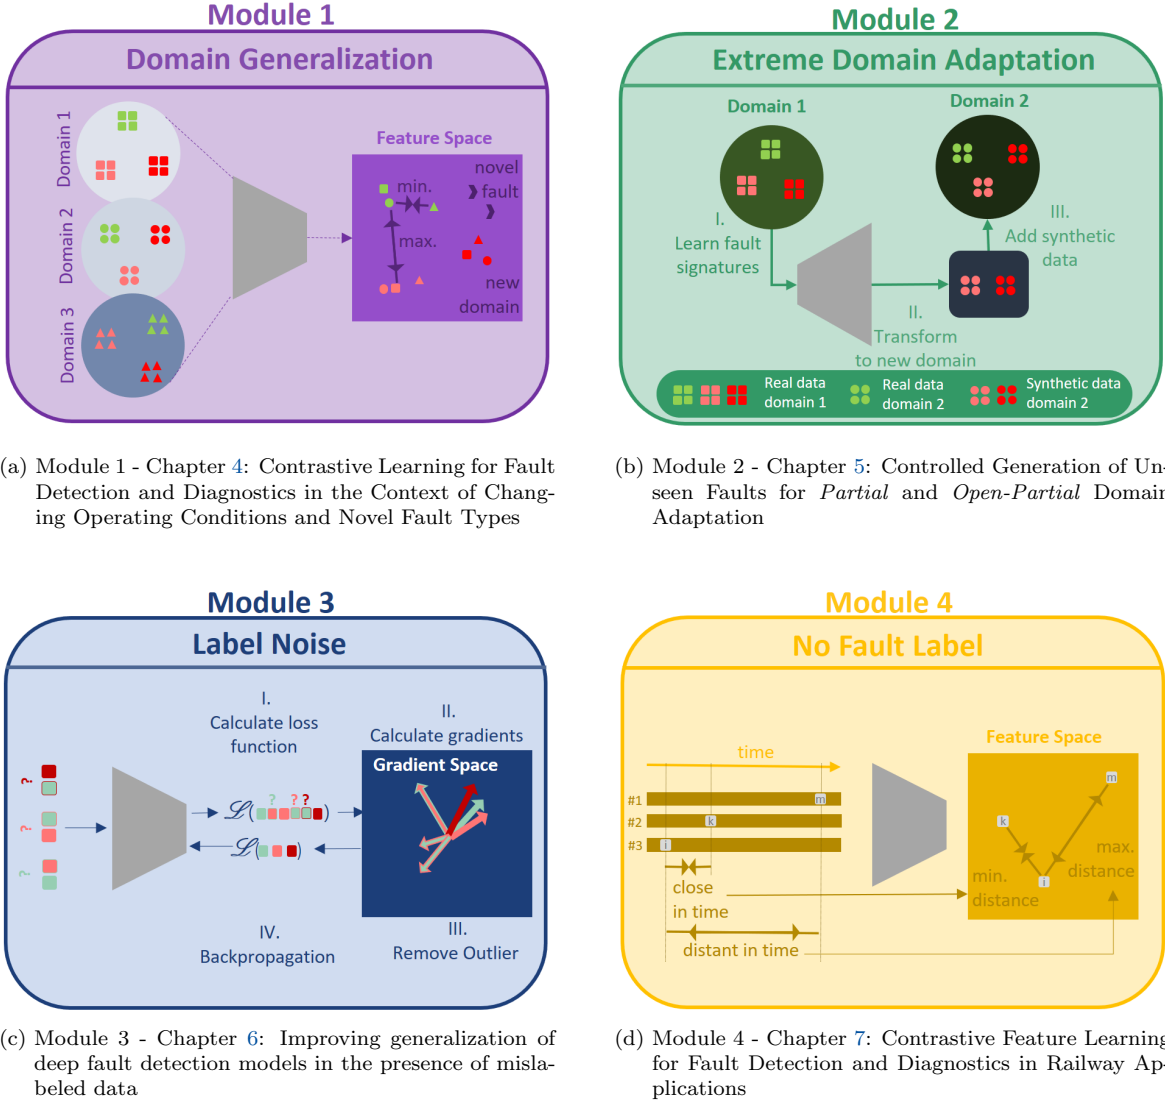 Module 1
Domain Generalization
Domain 1
Domain 2
Domain 3
Feature Space
novel
fault
min.
max.
new
domain
(a) Module 1 - Chapter 4: Contrastive Learning for Fault
Detection and Diagnostics in the Context of Chang-
ing Operating Conditions and Novel Fault Types
Module 2
Extreme Domain Adaptation
Domain 1
Domain 2
I.
Learn fault
signatures
II.
Transform
to new domain
III.
Add synthetic
data
Real data
domain 1
Real data
domain 2
Synthetic data
domain 2
(b) Module 2 - Chapter 5: Controlled Generation of Un-
seen Faults for Partial and Open-Partial Domain
Adaptation
Module 3
Label Noise
I.
Calculate loss
function
II.
Calculate gradients
Gradient Space
?
?
?
? ? ?
ℒ( )
ℒ( )
III.
Remove Outlier
IV.
Backpropagation
(c) Module 3 - Chapter 6: Improving generalization of
deep fault detection models in the presence of misla-
beled data
Module 4
No Fault Label
time
#1
m
#2
k
#3
i
close
in time
distant in time
Feature Space
m
k
i
min.
distance
max.
distance
(d) Module 4 - Chapter 7: Contrastive Feature Learning
for Fault Detection and Diagnostics in Railway Ap-
plications